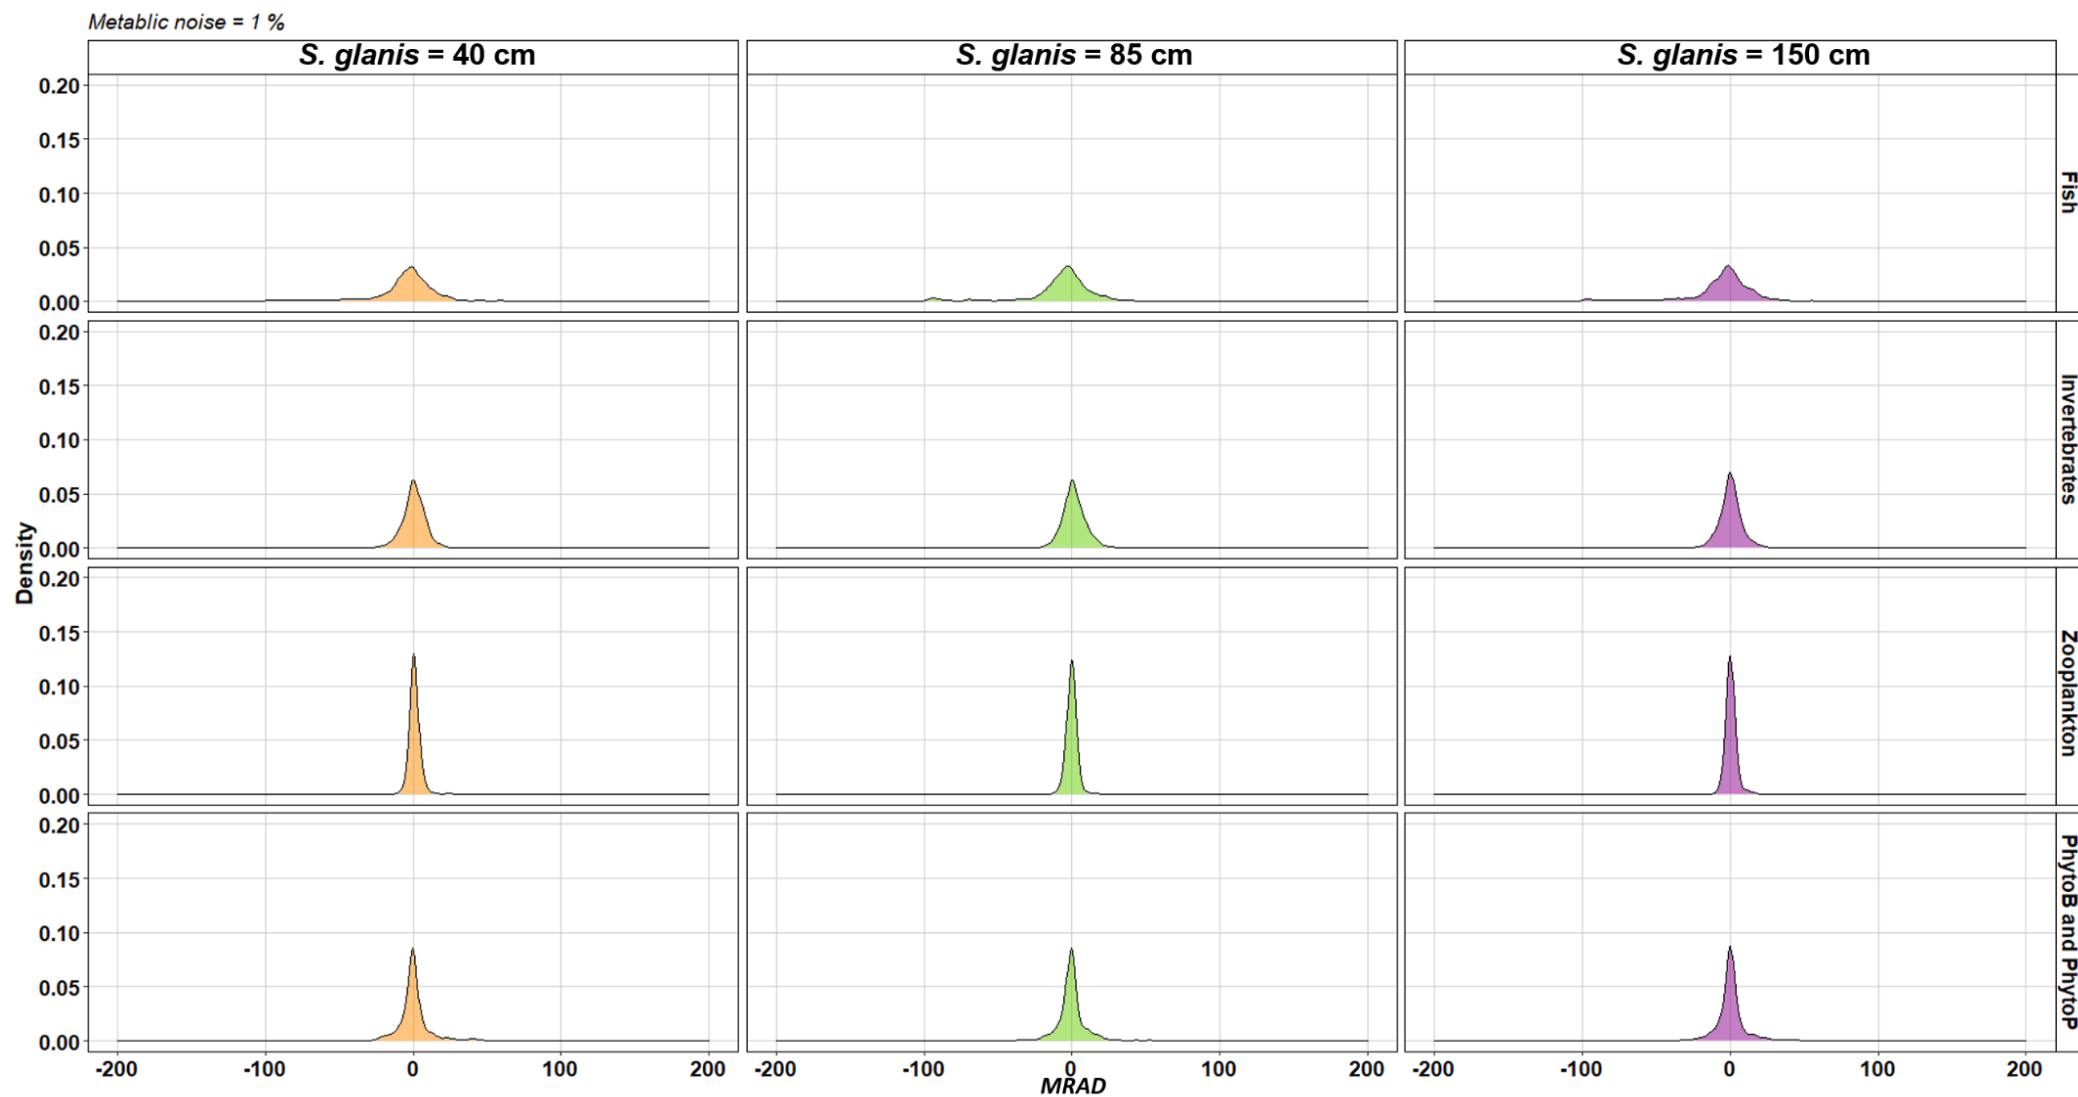 Metablic noise = 1 %
S. glanis = 40 cm
S. glanis = 85 cm
S. glanis = 150 cm
0.20
0.15
0.10
0.05
0.00
Fish
0.20
0.15
0.10
0.05
0.00
Invertebrates
Density
0.20
0.15
0.10
0.05
0.00
Zooplankton
0.20
0.15
0.10
0.05
0.00
PhytoB and PhytoP
-200 -100 0 100 200
-200 -100 0 100 200
-200 -100 0 100 200
MRAD